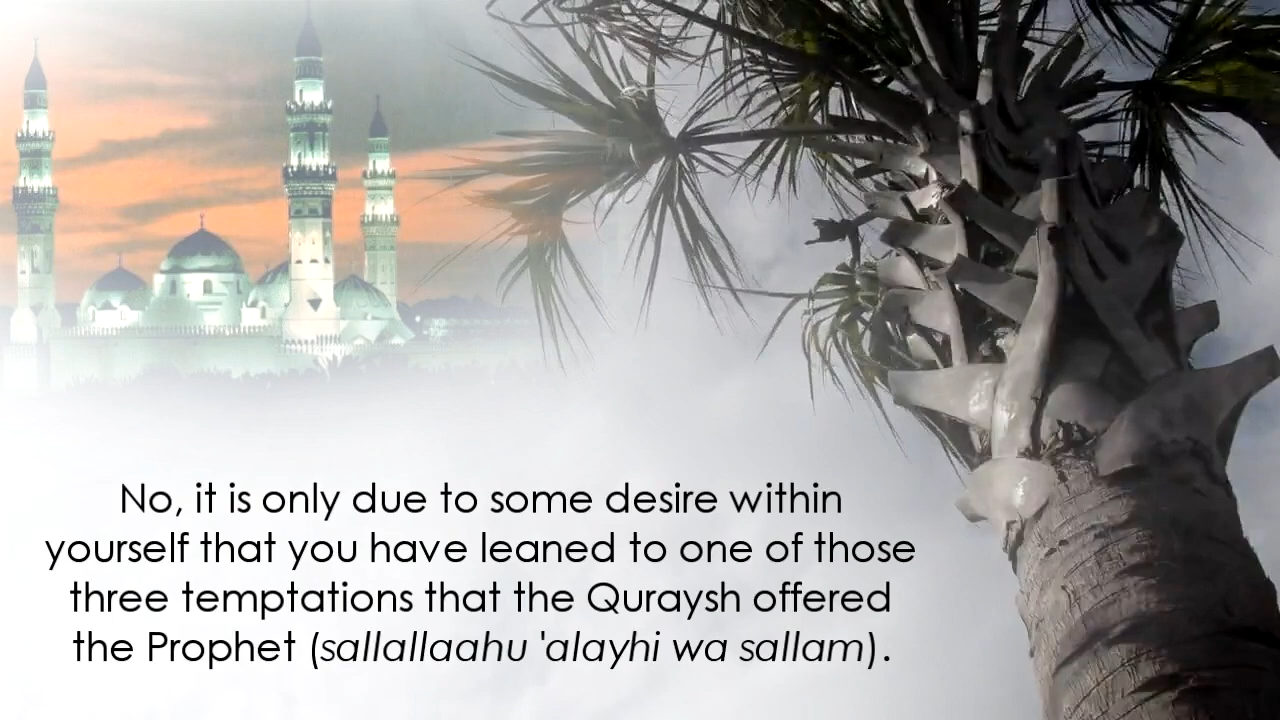 No, it is only due to some desire within
yourself that you have leaned to one of those
three temptations that the Quraysh offered
the Prophet (sallallaahu 'alayhi wa sallam).